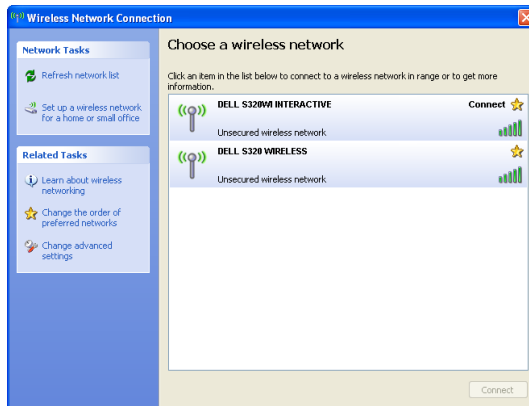 Wireless Network Connection
Network Tasks
Refresh network list
Set up a wireless network
for a home or small office
Related Tasks
Learn about wireless
networking
Change the order of
preferred networks
Change advanced
settings
Choose a wireless network
Click an item in the list below to connect to a wireless network in range or to get more
information.
DELL S320WI INTERACTIVE
Connect
Unsecured wireless network
DELL S320 WIRELESS
Unsecured wireless network
Connect